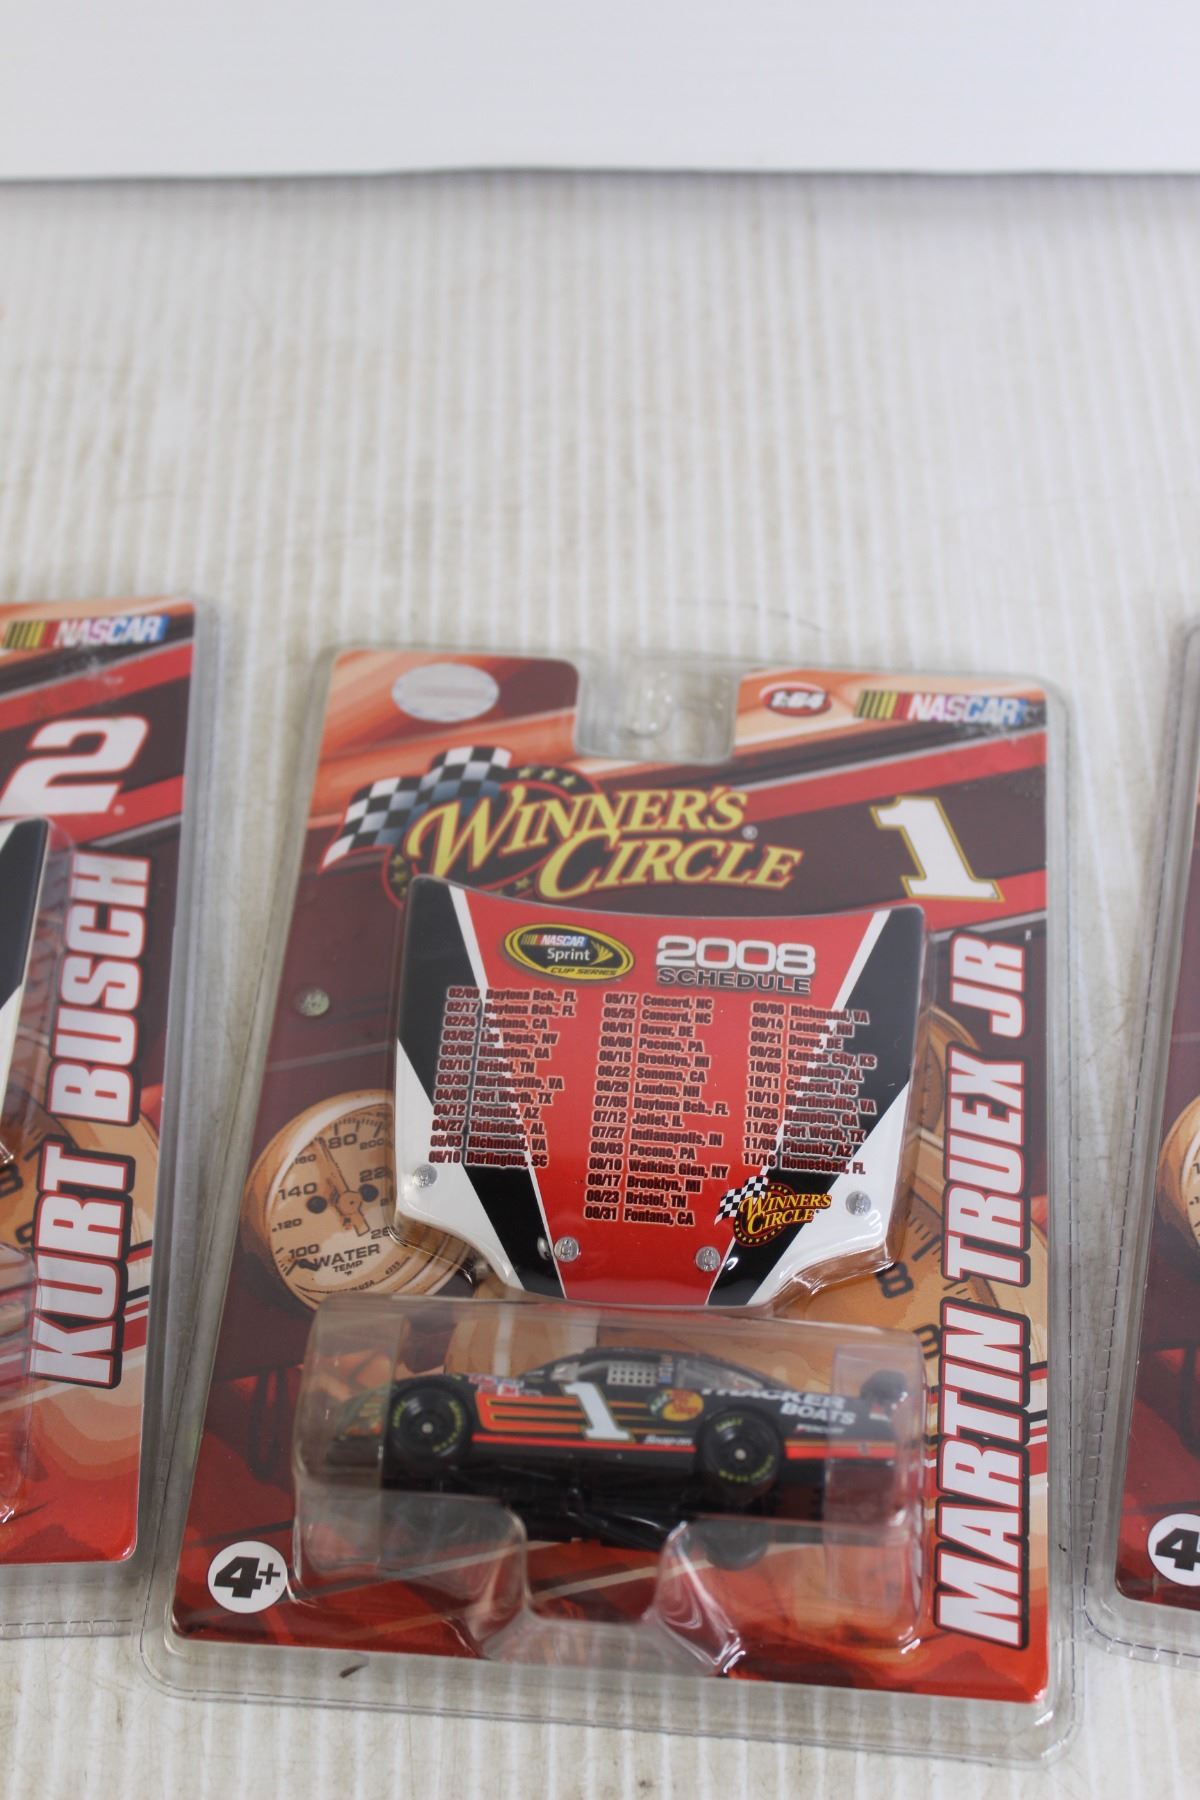 NASCAR
2
KURT BUSCH
1:64
NASCAR
WINNER'S
CIRCLE
1
MARTIN TRUEX JR
NASCAR
Sprint
CUP SERIES
2008
SCHEDULE
02/09 Daytona Bch., FL
02/17 Daytona Bch., FL
02/24 Fontana, CA
03/02 Las Vegas, NV
03/09 Hampton, GA
03/16 Bristol, TN
03/30 Martinsville, VA
04/06 Fort Worth, TX
04/12 Phoenix, AZ
04/27 Talladega, AL
05/03 Richmond, VA
05/10 Darlington, SC
05/17 Concord, NC
05/25 Concord, NC
06/01 Dover, DE
06/08 Pocono, PA
06/15 Brooklyn, MI
06/22 Sonoma, CA
06/29 Loudon, NH
07/05 Daytona Bch., FL
07/12 Joliet, IL
07/27 Indianapolis, IN
08/03 Pocono, PA
08/10 Watkins Glen, NY
08/17 Brooklyn, MI
08/23 Bristol, TN
08/31 Fontana, CA
09/06 Richmond, VA
09/14 Loudon, NH
09/21 Dover, DE
09/28 Kansas City, KS
10/05 Talladega, AL
10/11 Concord, NC
10/19 Martinsville, VA
10/26 Hampton, GA
11/02 Fort Worth, TX
11/09 Phoenix, AZ
11/16 Homestead, FL
WINNER'S
CIRCLE
80
200
160
220
140
120
100
WATER
TEMP
1
TRACKER
BOATS
4+
4